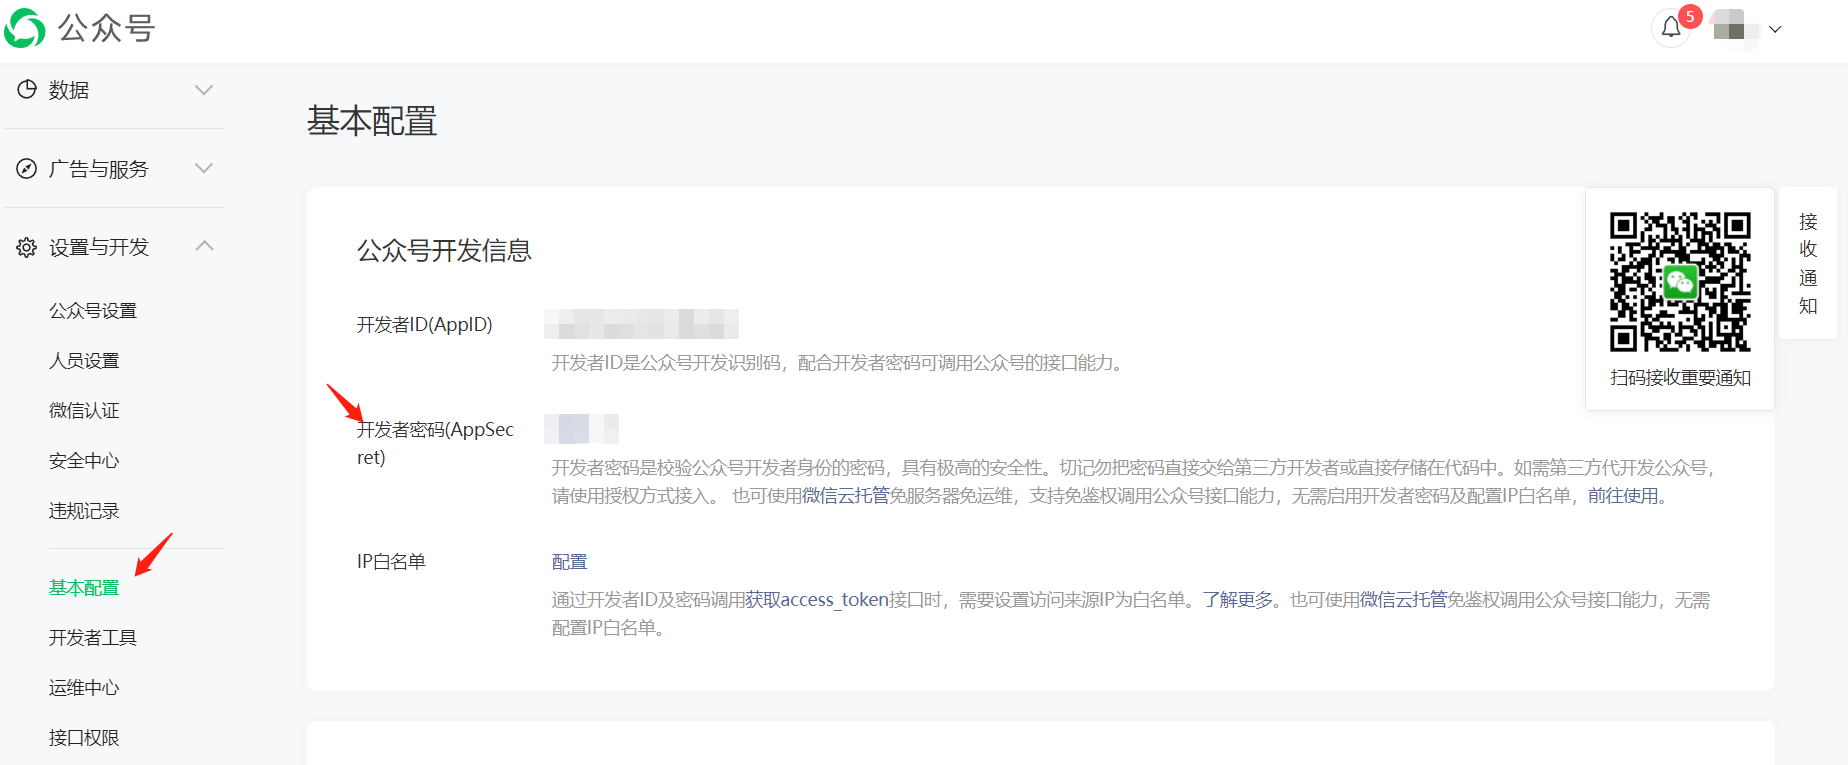 公众号
5
数据
广告与服务
设置与开发
公众号设置
人员设置
微信认证
安全中心
违规记录
基本配置
开发者工具
运维中心
接口权限
基本配置
公众号开发信息
开发者ID(AppID)
开发者ID是公众号开发识别码，配合开发者密码可调用公众号的接口能力。
开发者密码(AppSec
ret)
开发者密码是校验公众号开发者身份的密码，具有极高的安全性。切记勿把密码直接交给第三方开发者或直接存储在代码中。如需第三方代开发公众号，
请使用授权方式接入。 也可使用微信云托管免服务器免运维，支持免鉴权调用公众号接口能力，无需启用开发者密码及配置IP白名单，前往使用。
IP白名单
配置
通过开发者ID及密码调用获取access_token接口时，需要设置访问来源IP为白名单。了解更多。也可使用微信云托管免鉴权调用公众号接口能力，无需
配置IP白名单。
扫码接收重要通知
接
收
通
知